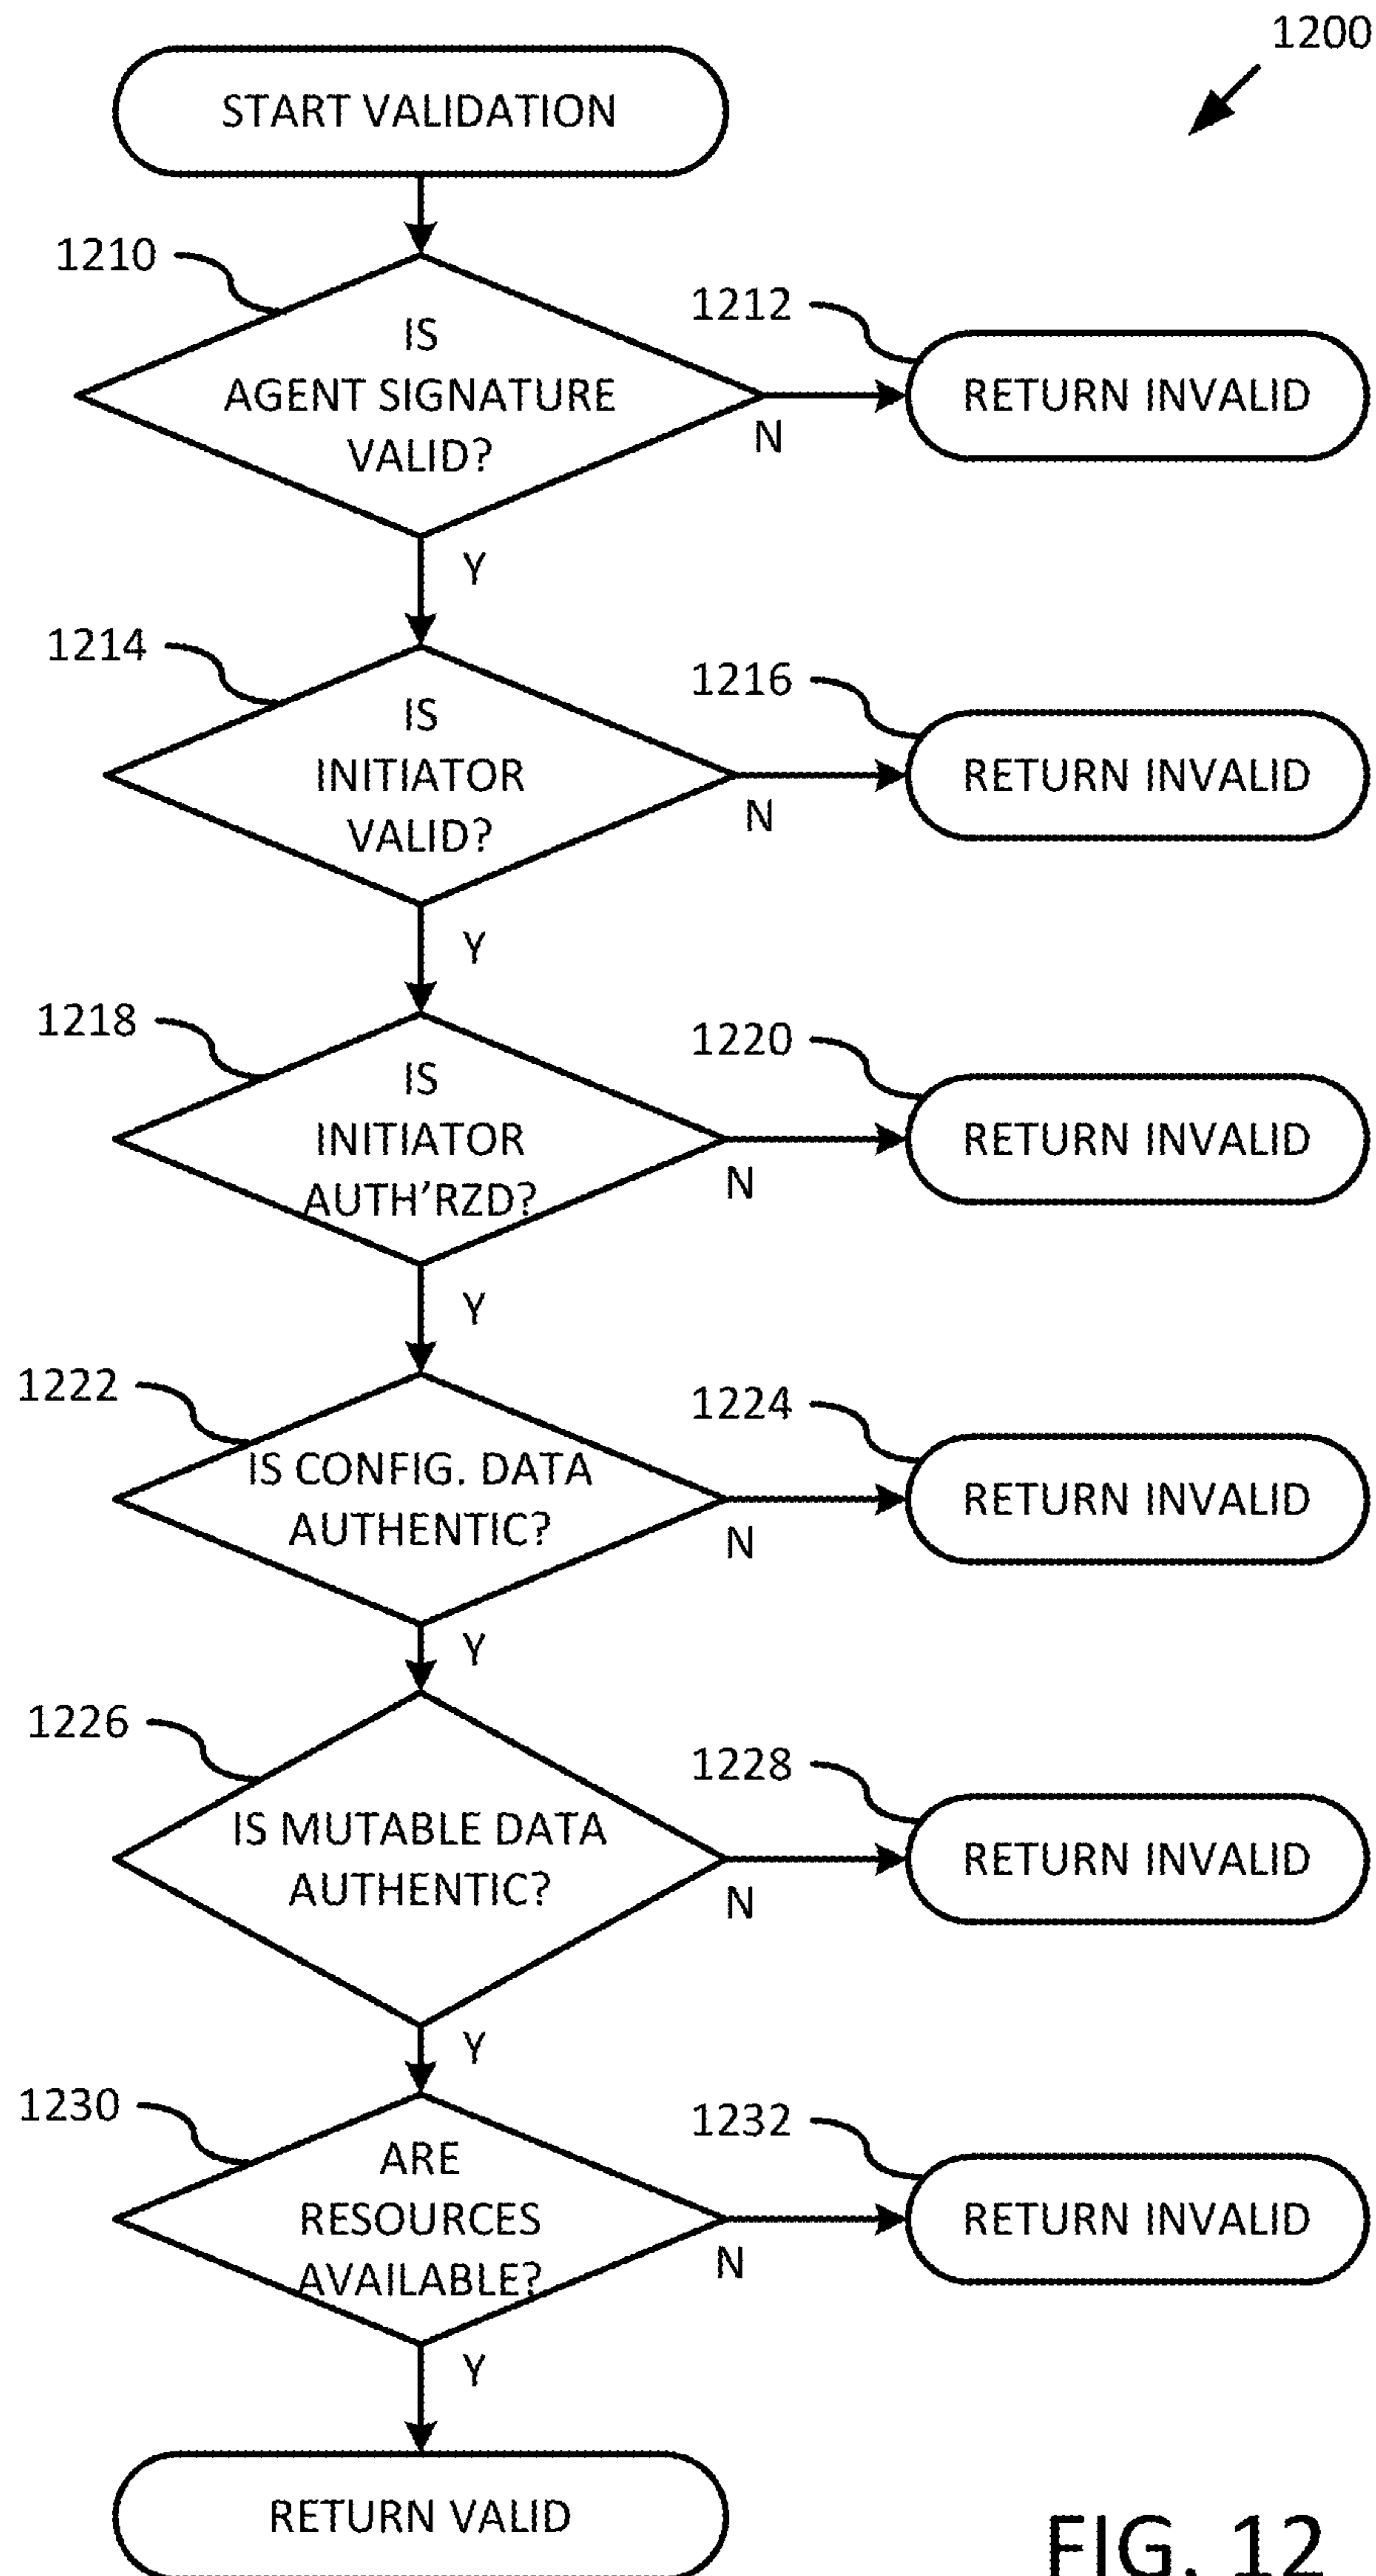 1200
START VALIDATION
1210
IS
AGENT SIGNATURE
VALID?
N
1212
RETURN INVALID
Y
1214
IS
INITIATOR
VALID?
N
1216
RETURN INVALID
Y
1218
IS
INITIATOR
AUTH'RZD?
N
1220
RETURN INVALID
Y
1222
IS CONFIG. DATA
AUTHENTIC?
N
1224
RETURN INVALID
Y
1226
IS MUTABLE DATA
AUTHENTIC?
N
1228
RETURN INVALID
Y
1230
ARE
RESOURCES
AVAILABLE?
N
1232
RETURN INVALID
Y
RETURN VALID
FIG. 12